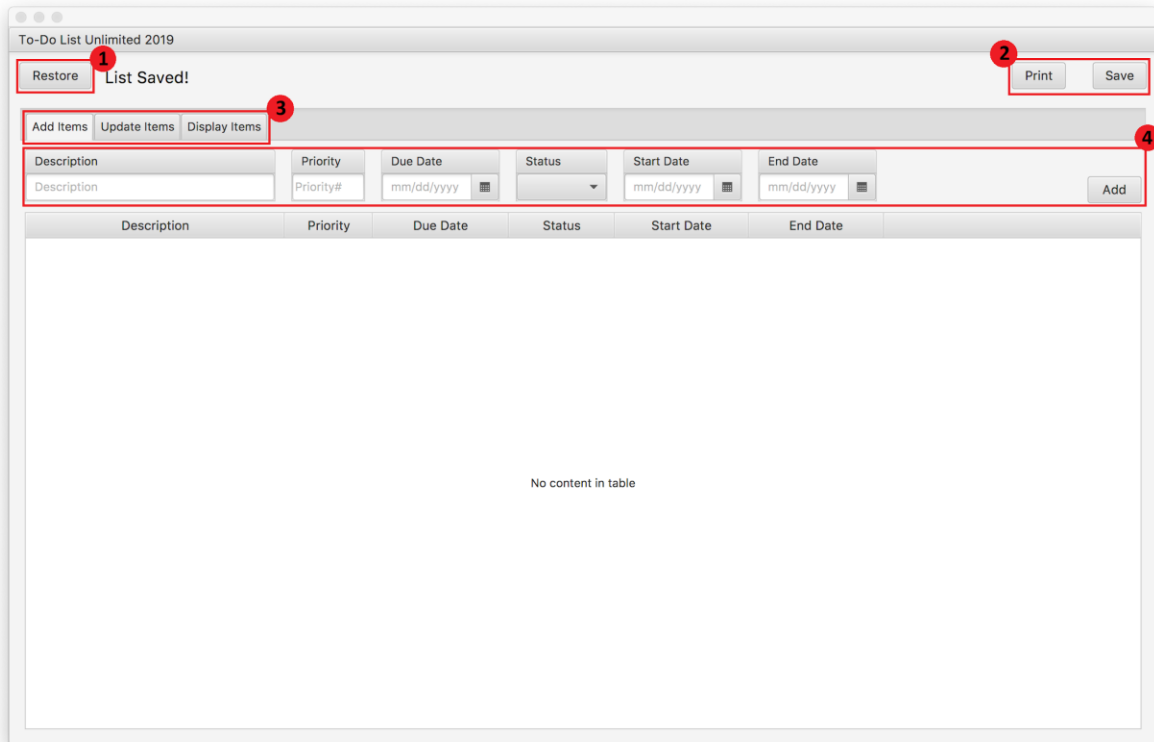 To-Do List Unlimited 2019
1
2
Restore List Saved! Print Save
3
Add Items Update Items Display Items
4
Description Priority Due Date Status Start Date End Date
Description Priority# mm/dd/yyyy mm/dd/yyyy mm/dd/yyyy Add
Description Priority Due Date Status Start Date End Date
No content in table